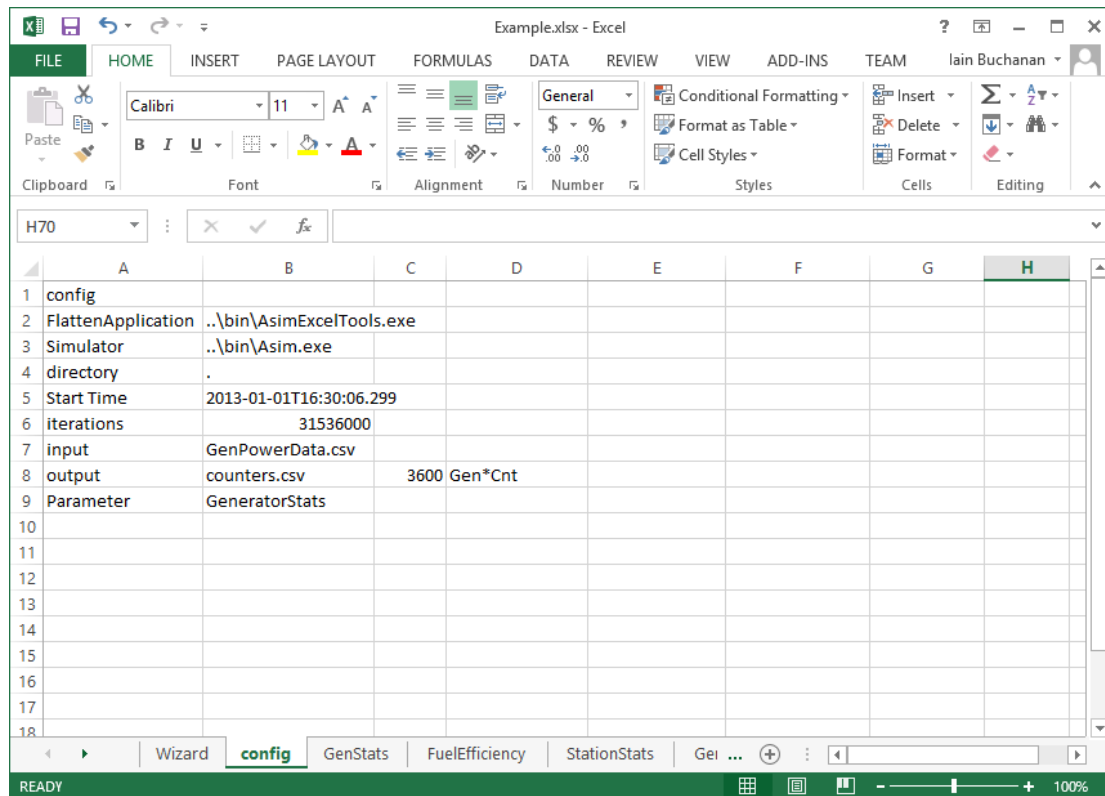 Example.xlsx - Excel
FILE HOME INSERT PAGE LAYOUT FORMULAS DATA REVIEW VIEW ADD-INS TEAM Iain Buchanan
Paste
Calibri 11
General
Conditional Formatting
Format as Table
Cell Styles
Insert
Delete
Format
B I U
$ % ,
Clipboard Font Alignment Number Styles Cells Editing
H70 fx
A B C D E F G H
1 config
2 FlattenApplication ..\bin\AsimExcelTools.exe
3 Simulator ..\bin\Asim.exe
4 directory .
5 Start Time 2013-01-01T16:30:06.299
6 iterations 31536000
7 input GenPowerData.csv
8 output counters.csv 3600 Gen*Cnt
9 Parameter GeneratorStats
10
11
12
13
14
15
16
17
18
Wizard config GenStats FuelEfficiency StationStats Gei ...
READY 100%